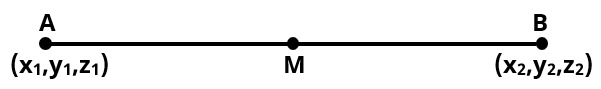 A B
(x₁,y₁,z₁) M (x₂,y₂,z₂)